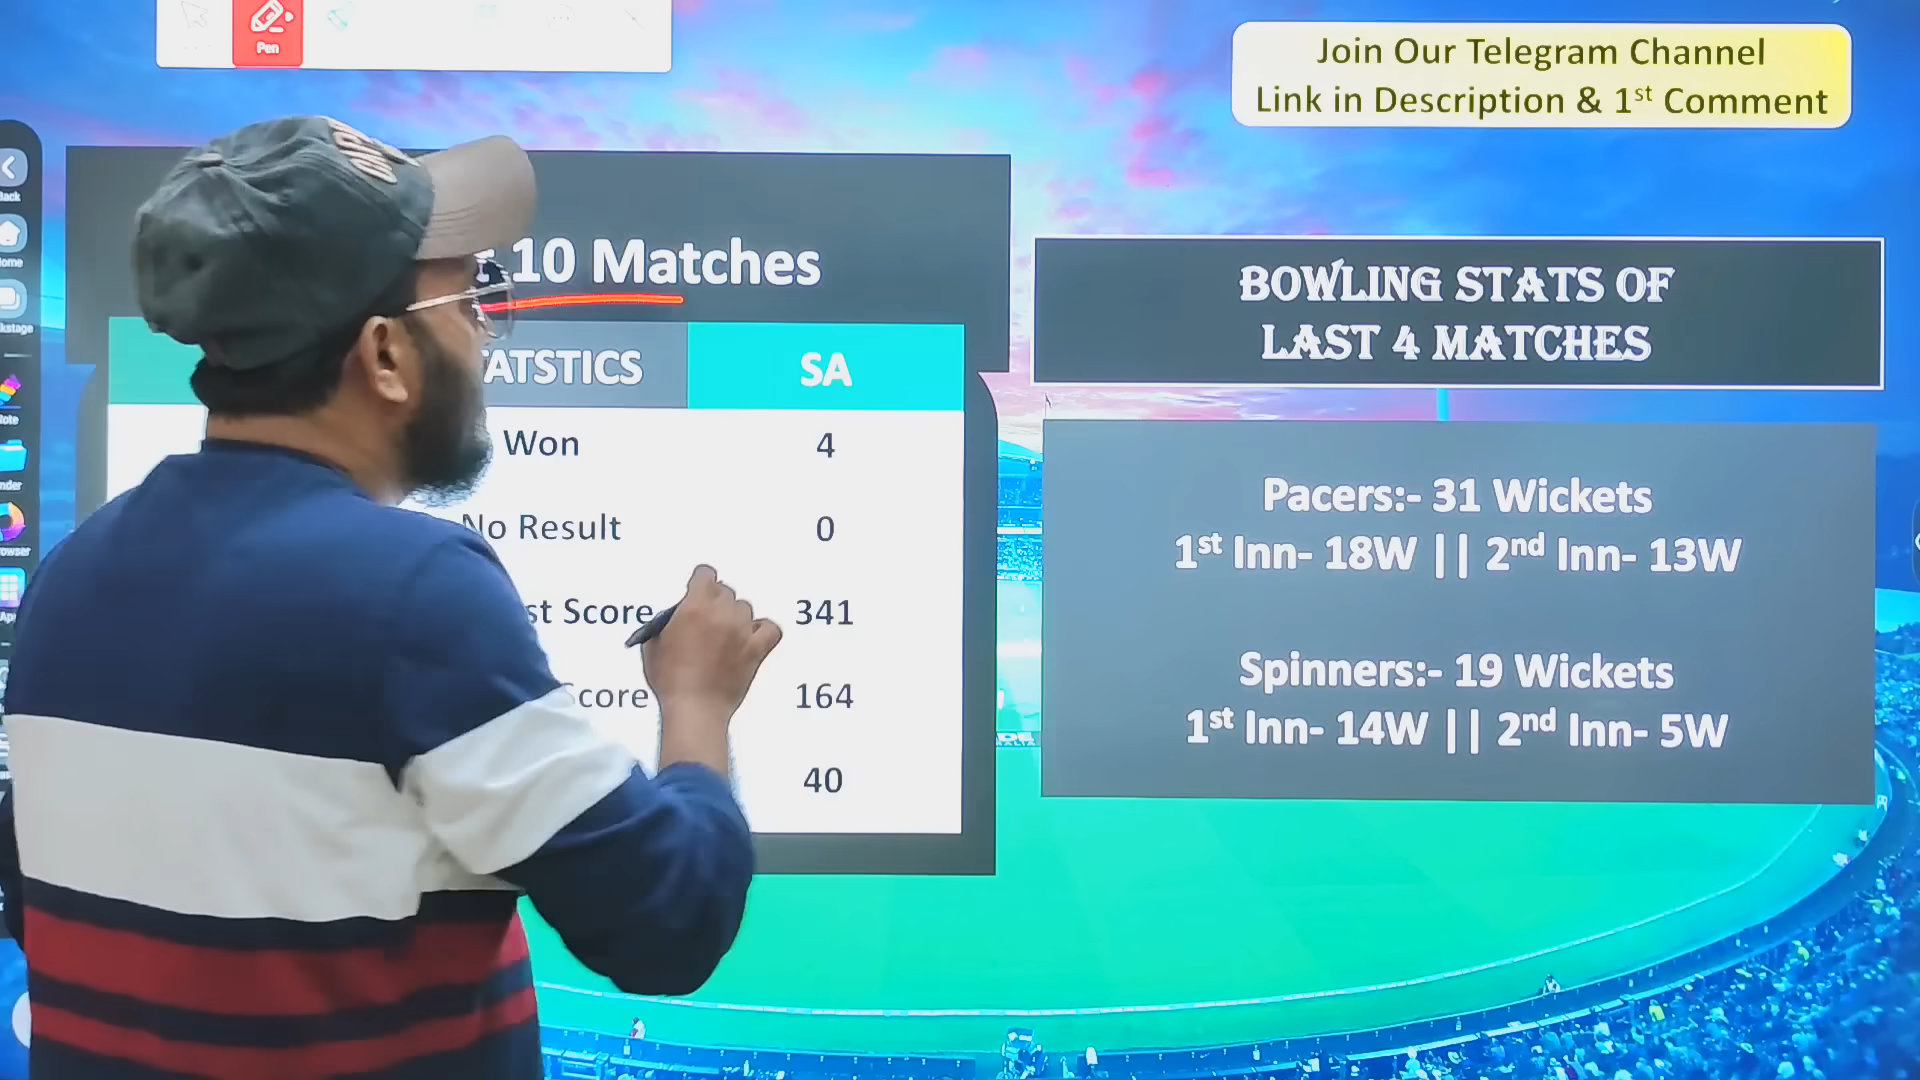 Pen
Join Our Telegram Channel
Link in Description & 1st Comment
10 Matches
SA
Won
4
No Result
0
Score
341
164
40
BOWLING STATS OF
LAST 4 MATCHES
Pacers:- 31 Wickets
1st Inn- 18W || 2nd Inn- 13W
Spinners:- 19 Wickets
1st Inn- 14W || 2nd Inn- 5W